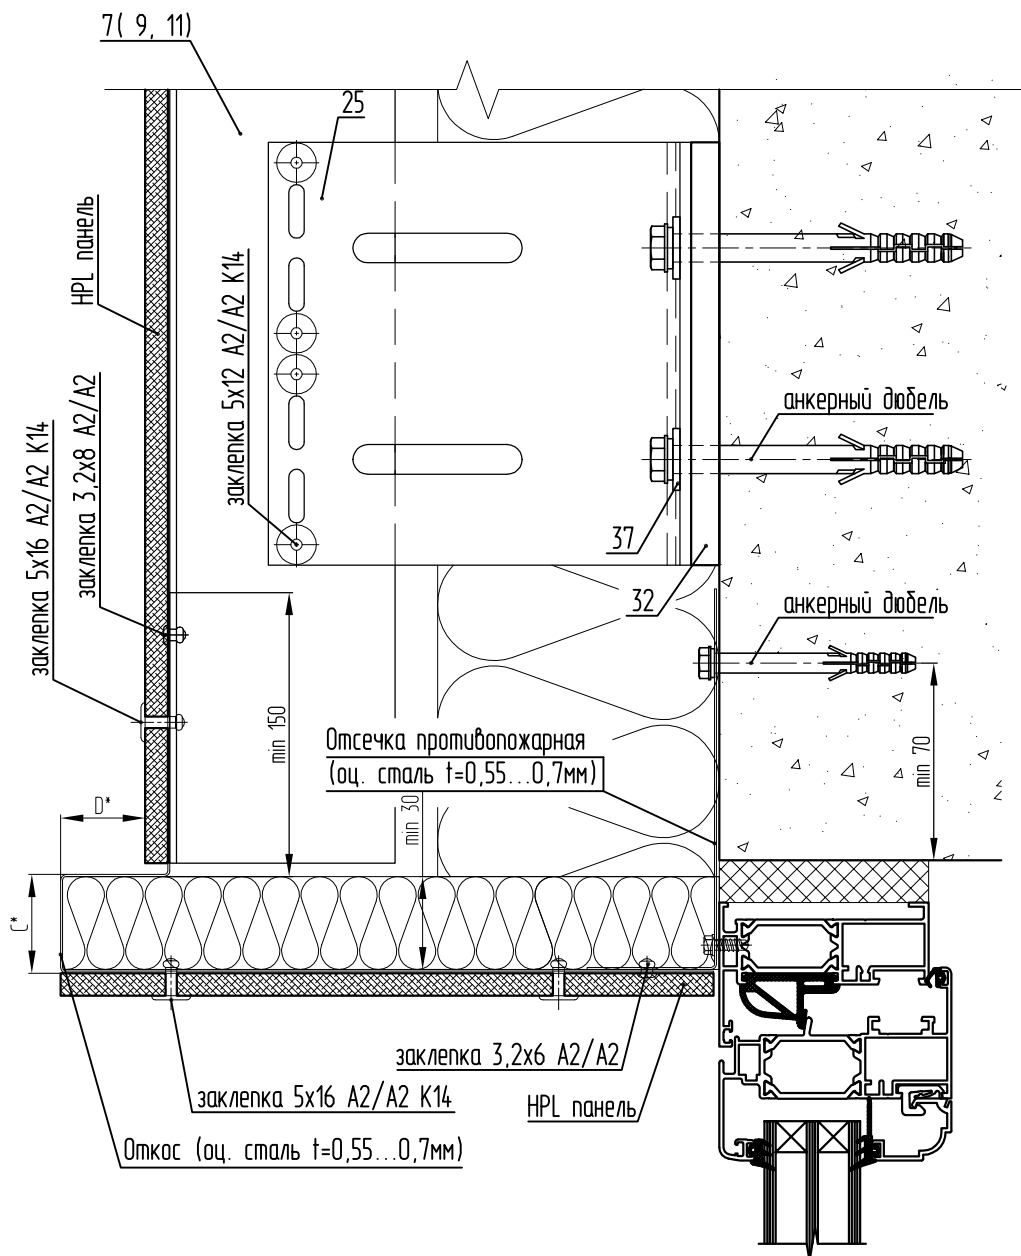 7( 9, 11)
25
HPL панель
заклепка 5х12 А2/А2 К14
заклепка 3,2х8 А2/А2
заклепка 5х16 А2/А2 К14
анкерный дюбель
37
32
анкерный дюбель
min 150
Отсечка противопожарная
(оц. сталь t=0,55...0,7мм)
min 70
min 30
D*
C*
заклепка 3,2х6 А2/А2
заклепка 5х16 А2/А2 К14
HPL панель
Откос (оц. сталь t=0,55...0,7мм)